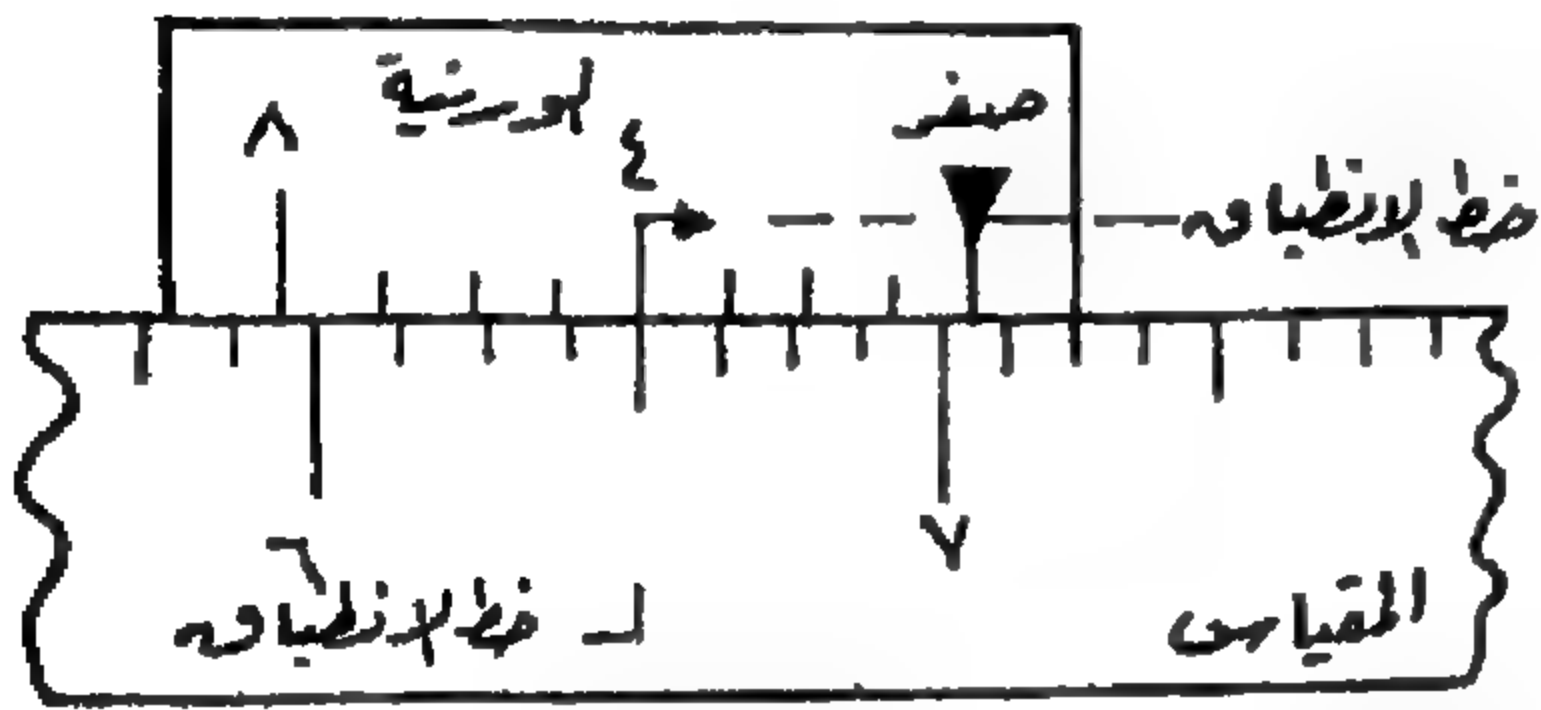 صفر
الورنية
٤
٨
خط الانطباق
٧
٦
المقياس
خط الانطباق